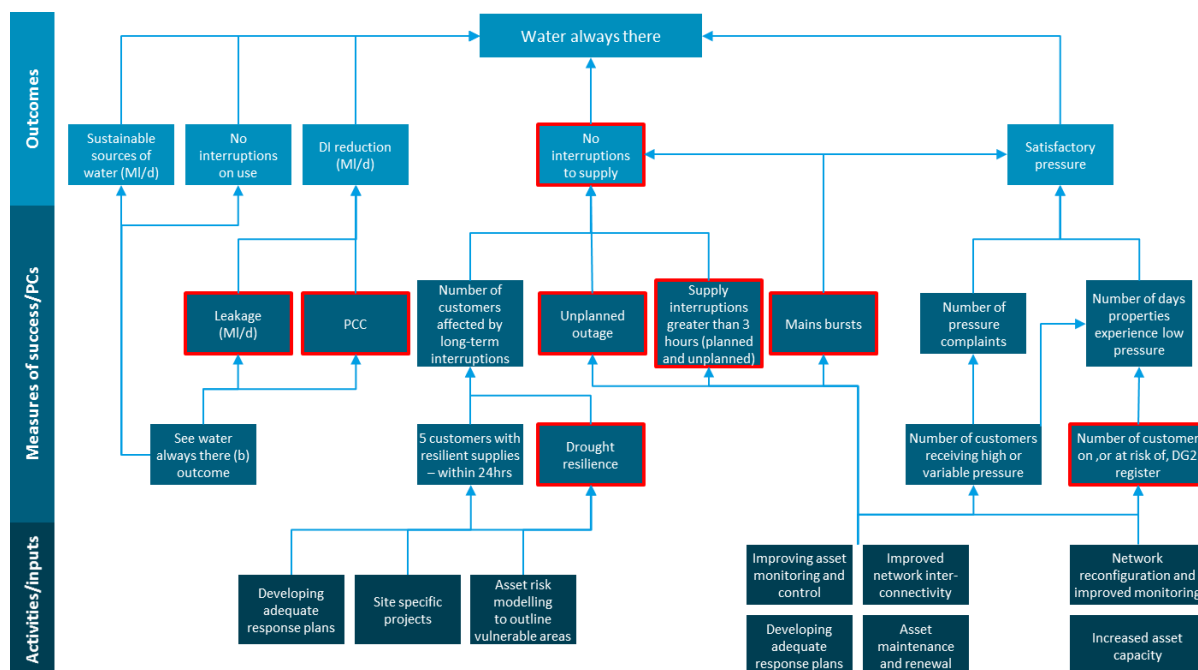 Outcomes
Measures of success/PCs
Activities/inputs
Water always there
Sustainable
sources of
water (Ml/d)
No
interruptions
on use
DI reduction
(Ml/d)
No
interruptions
to supply
Satisfactory
pressure
Leakage
(Ml/d)
PCC
Number of
customers
affected by
long-term
interruptions
Unplanned
outage
Supply
interruptions
greater than 3
hours (planned
and unplanned)
Mains bursts
Number of
pressure
complaints
Number of days
properties
experience low
pressure
See water
always there (b)
outcome
5 customers with
resilient supplies
– within 24hrs
Drought
resilience
Number of customers
receiving high or
variable pressure
Number of customer
on ,or at risk of, DG2
register
Developing
adequate
response plans
Site specific
projects
Asset risk
modelling
to outline
vulnerable areas
Improving asset
monitoring and
control
Improved
network inter-
connectivity
Network
reconfiguration and
improved monitoring
Developing
adequate
response plans
Asset
maintenance
and renewal
Increased asset
capacity